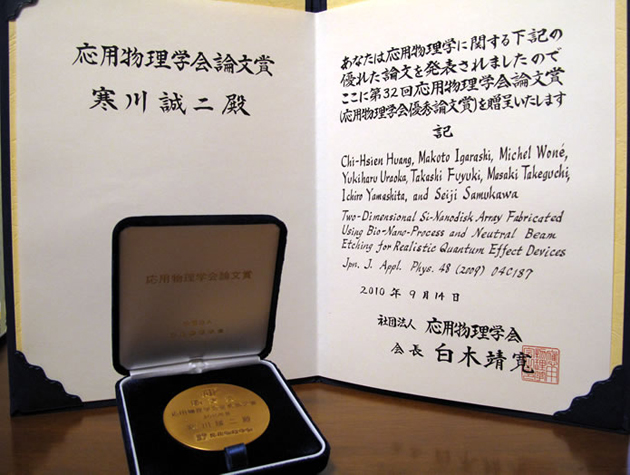 応用物理学会論文賞
寒川誠二殿
あなたは応用物理学に関する下記の
優れた論文を発表されましたので
ここに第32回応用物理学会論文賞
(応用物理学会優秀論文賞)を贈呈いたします
記
Chi-Hsien Huang, Makoto Igarashi, Michel Woné,
Yukiharu Uraoka, Takashi Fuyuki, Masaki Takeguchi,
Ichiro Yamashita, and Seiji Samukawa
Two-Dimensional Si-Nanodisk Array Fabricated
Using Bio-Nano-Process and Neutral Beam
Etching for Realistic Quantum Effect Devices
Jpn. J. Appl. Phys. 48 (2009) 04C187
2010年9月14日
社団法人 応用物理学会
会長 白木靖寛
応用物理学会論文賞
寒川誠二殿